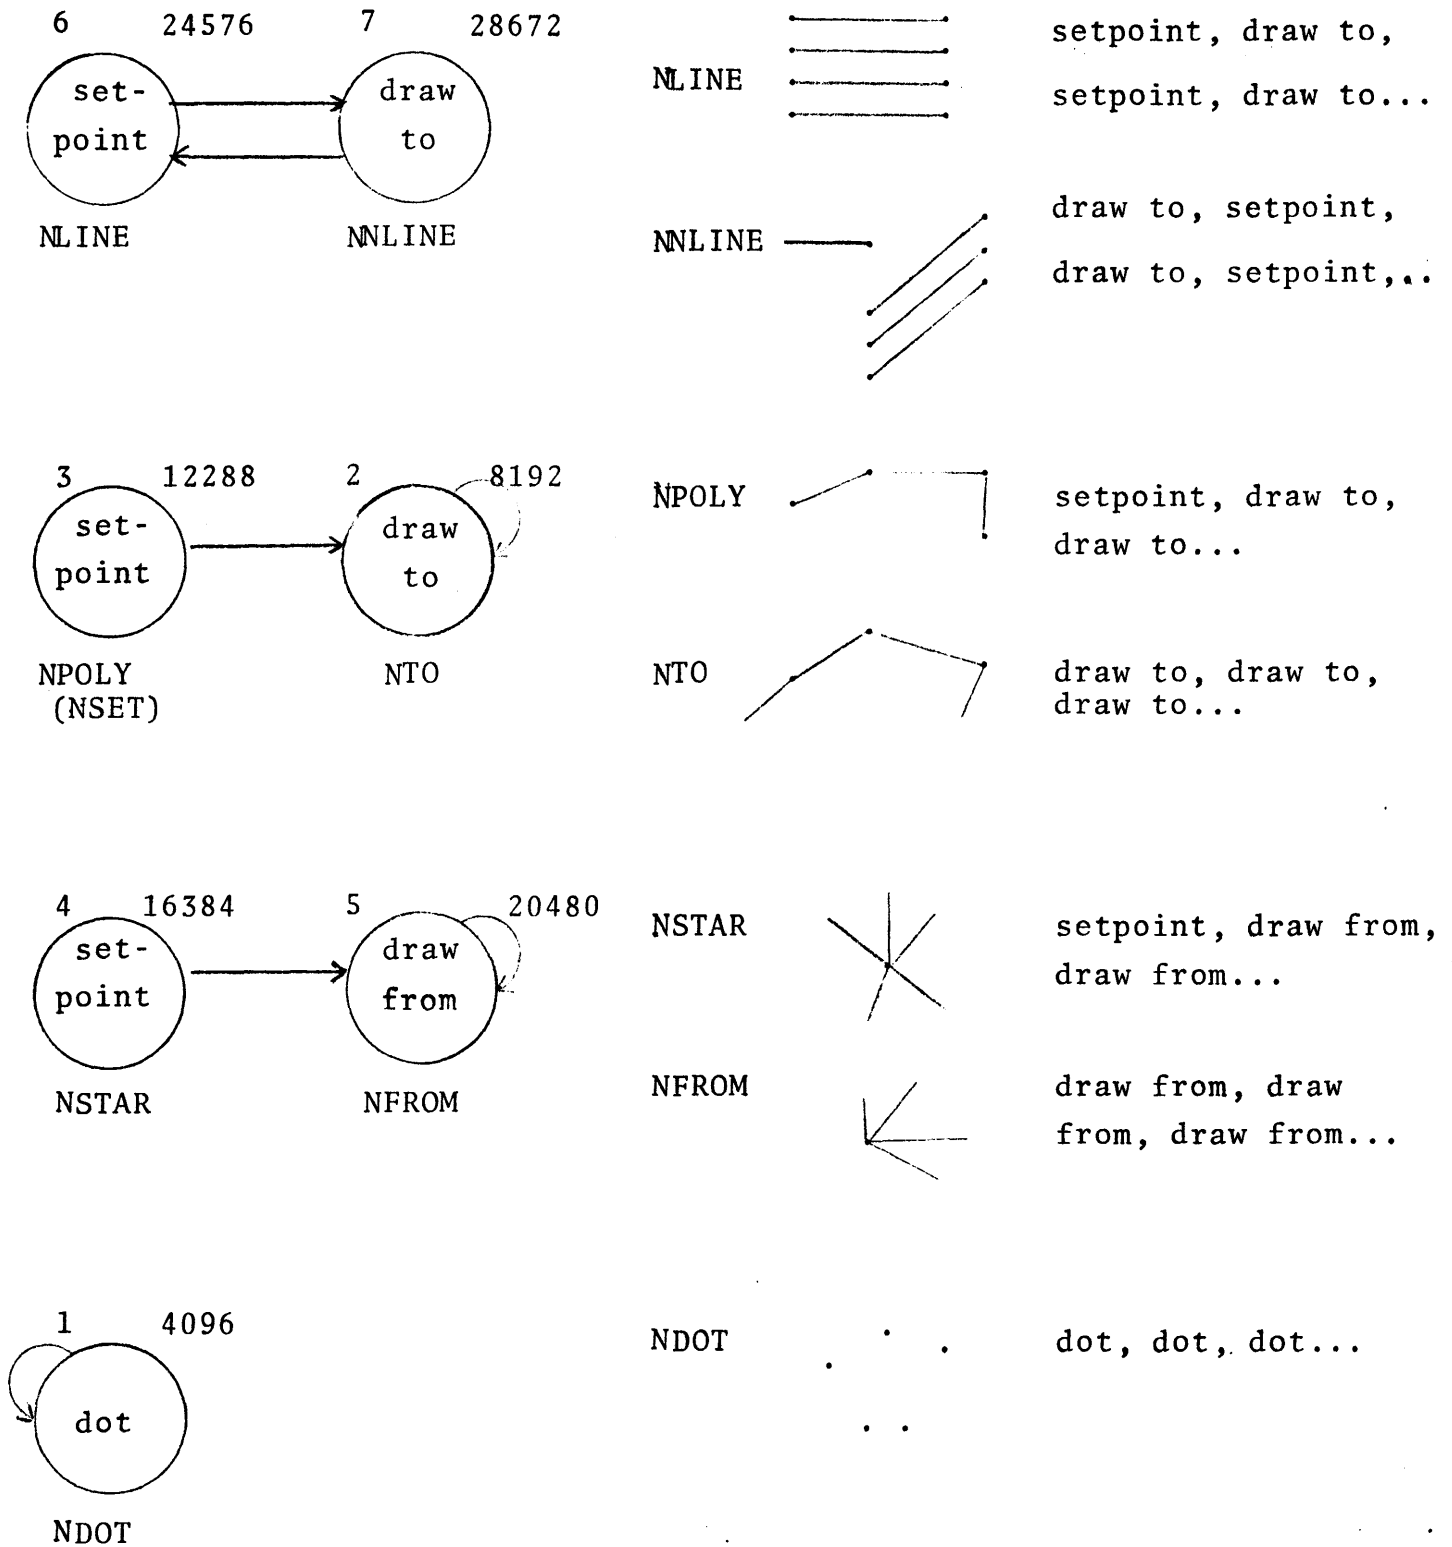 6 24576 7 28672
set-
point
draw
to
NLINE NNLINE
NLINE
setpoint, draw to,
setpoint, draw to...
NNLINE
draw to, setpoint,
draw to, setpoint,..
3 12288 2 8192
set-
point
draw
to
NPOLY
(NSET)
NTO
NPOLY
setpoint, draw to,
draw to...
NTO
draw to, draw to,
draw to...
4 16384 5 20480
set-
point
draw
from
NSTAR NFROM
NSTAR
setpoint, draw from,
draw from...
NFROM
draw from, draw
from, draw from...
1 4096
dot
NDOT
NDOT
dot, dot, dot...